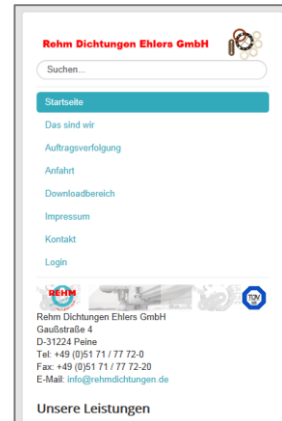 Rehm Dichtungen Ehlers GmbH
Suchen...
Startseite
Das sind wir
Auftragsverfolgung
Anfahrt
Downloadbereich
Impressum
Kontakt
Login
REHM
TÜV
Rehm Dichtungen Ehlers GmbH
Gaußstraße 4
D-31224 Peine
Tel: +49 (0)51 71 / 77 72-0
Fax: +49 (0)51 71 / 77 72-20
E-Mail: info@rehmdichtungen.de
Unsere Leistungen